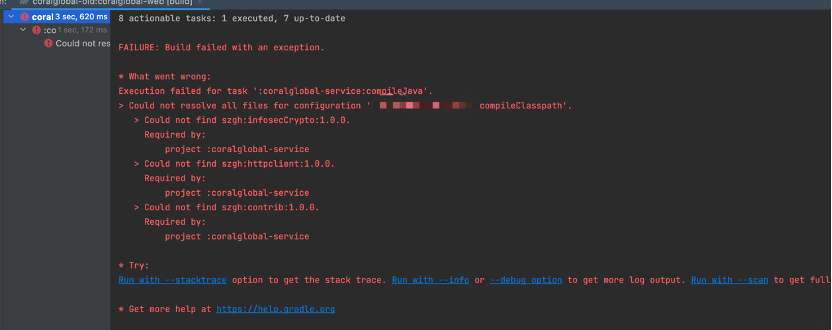 coralglobal-old:coralglobal-web [build]
coral 3 sec, 620 ms
:co 1 sec, 172 ms
Could not res
8 actionable tasks: 1 executed, 7 up-to-date
FAILURE: Build failed with an exception.
* What went wrong:
Execution failed for task ':coralglobal-service:compileJava'.
> Could not resolve all files for configuration ' compileClasspath'.
> Could not find szgh:infosecCrypto:1.0.0.
Required by:
project :coralglobal-service
> Could not find szgh:httpclient:1.0.0.
Required by:
project :coralglobal-service
> Could not find szgh:contrib:1.0.0.
Required by:
project :coralglobal-service
* Try:
Run with --stacktrace option to get the stack trace. Run with --info or --debug option to get more log output. Run with --scan to get full
* Get more help at https://help.gradle.org